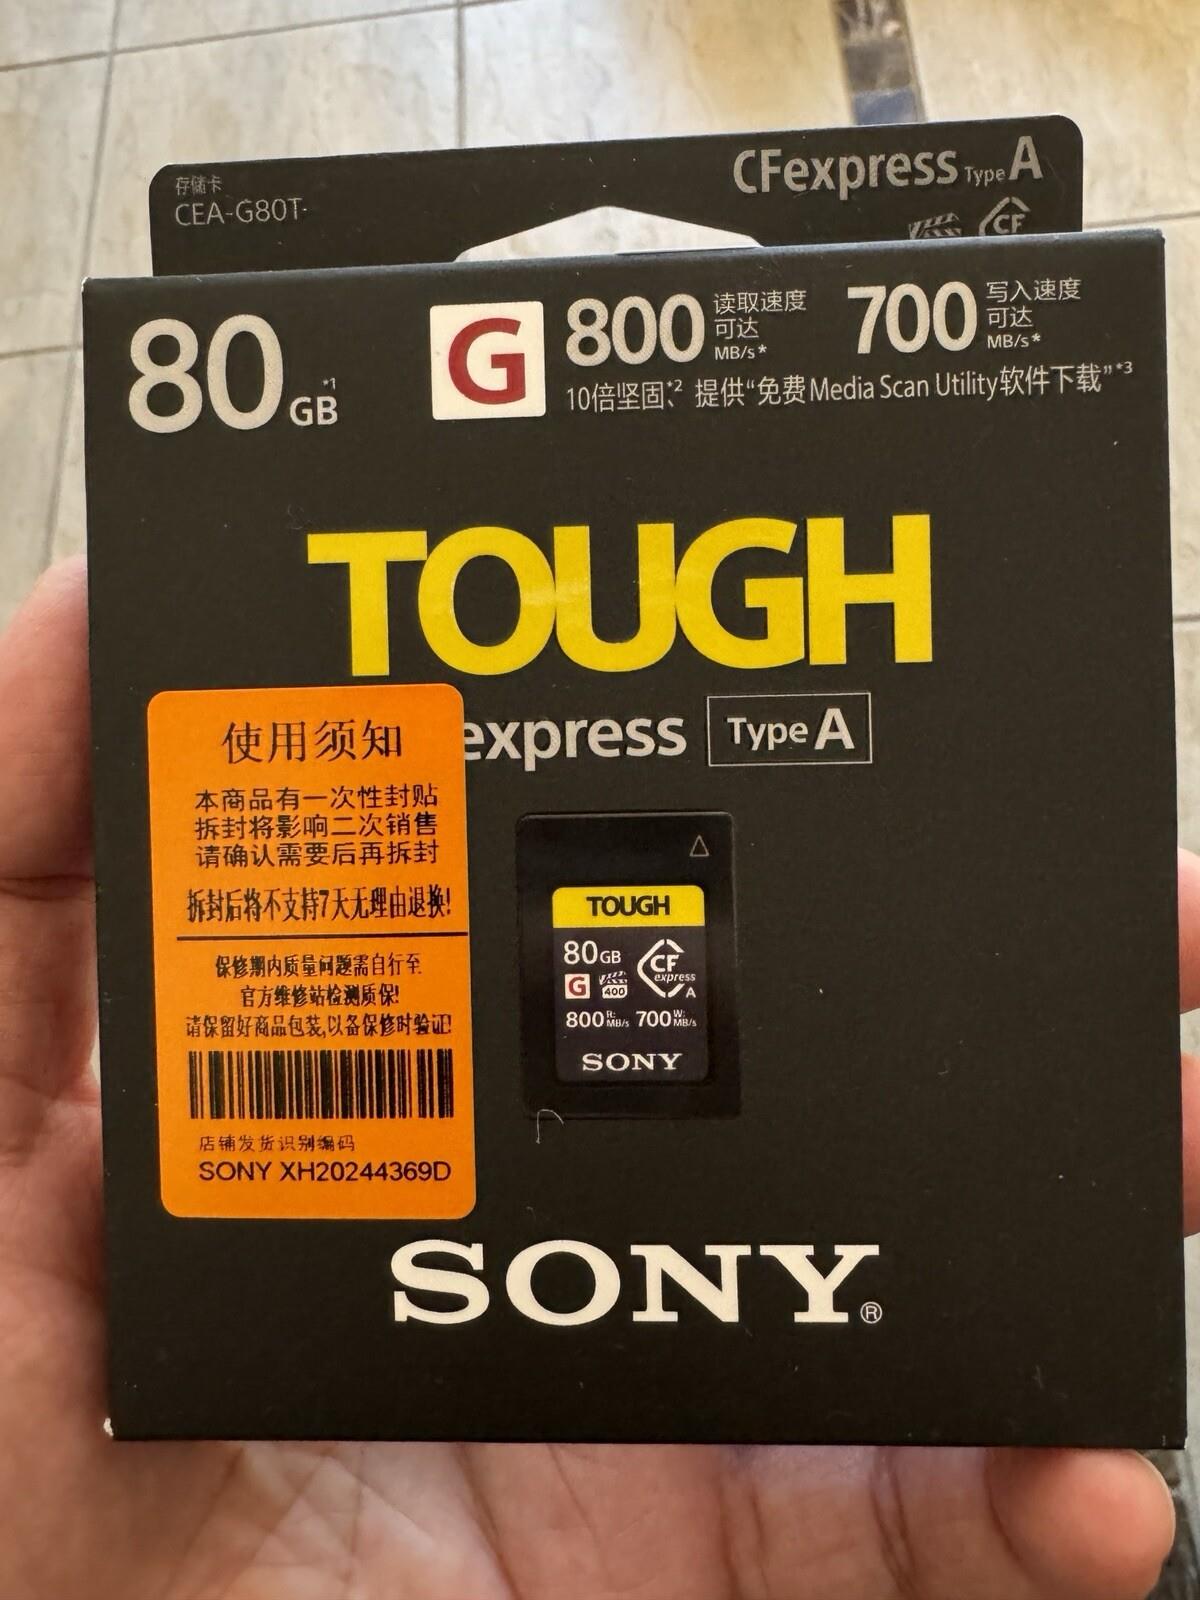 存储卡
CEA-G80T
CFexpress Type A
CF
80GB*1
G
800 读取速度 可达 MB/s*
700 写入速度 可达 MB/s*
10倍坚固*2、提供“免费Media Scan Utility软件下载”*3
TOUGH
express Type A
使用须知
本商品有一次性封贴
拆封将影响二次销售
请确认需要后再拆封
拆封后将不支持7天无理由退换!
保修期内质量问题需自行至
官方维修站检测质保!
请保留好商品包装,以备保修时验证!
店铺发货识别编码
SONY XH20244369D
TOUGH
80GB
CF express A
G 400
800 R: MB/s 700 W: MB/s
SONY
SONY®